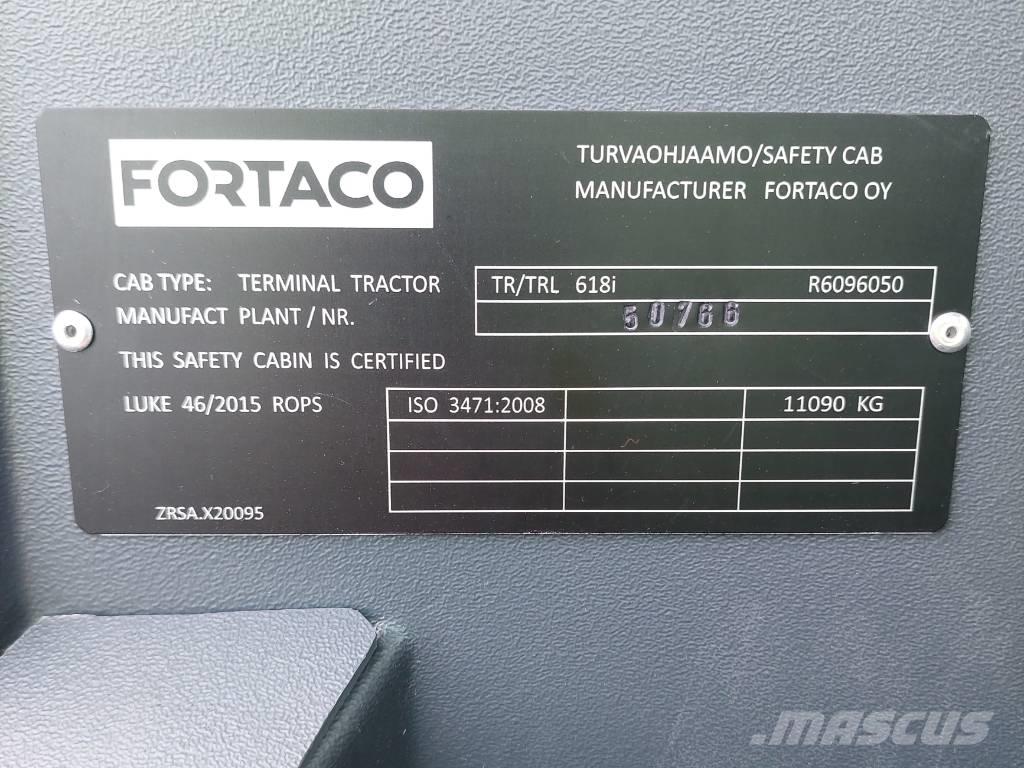 FORTACO
TURVAOHJAAMO/SAFETY CAB
MANUFACTURER FORTACO OY
CAB TYPE: TERMINAL TRACTOR TR/TRL 618i R6096050
MANUFACT PLANT / NR. 50766
THIS SAFETY CABIN IS CERTIFIED
LUKE 46/2015 ROPS ISO 3471:2008 11090 KG
ZRSA.X20095
MASCUS